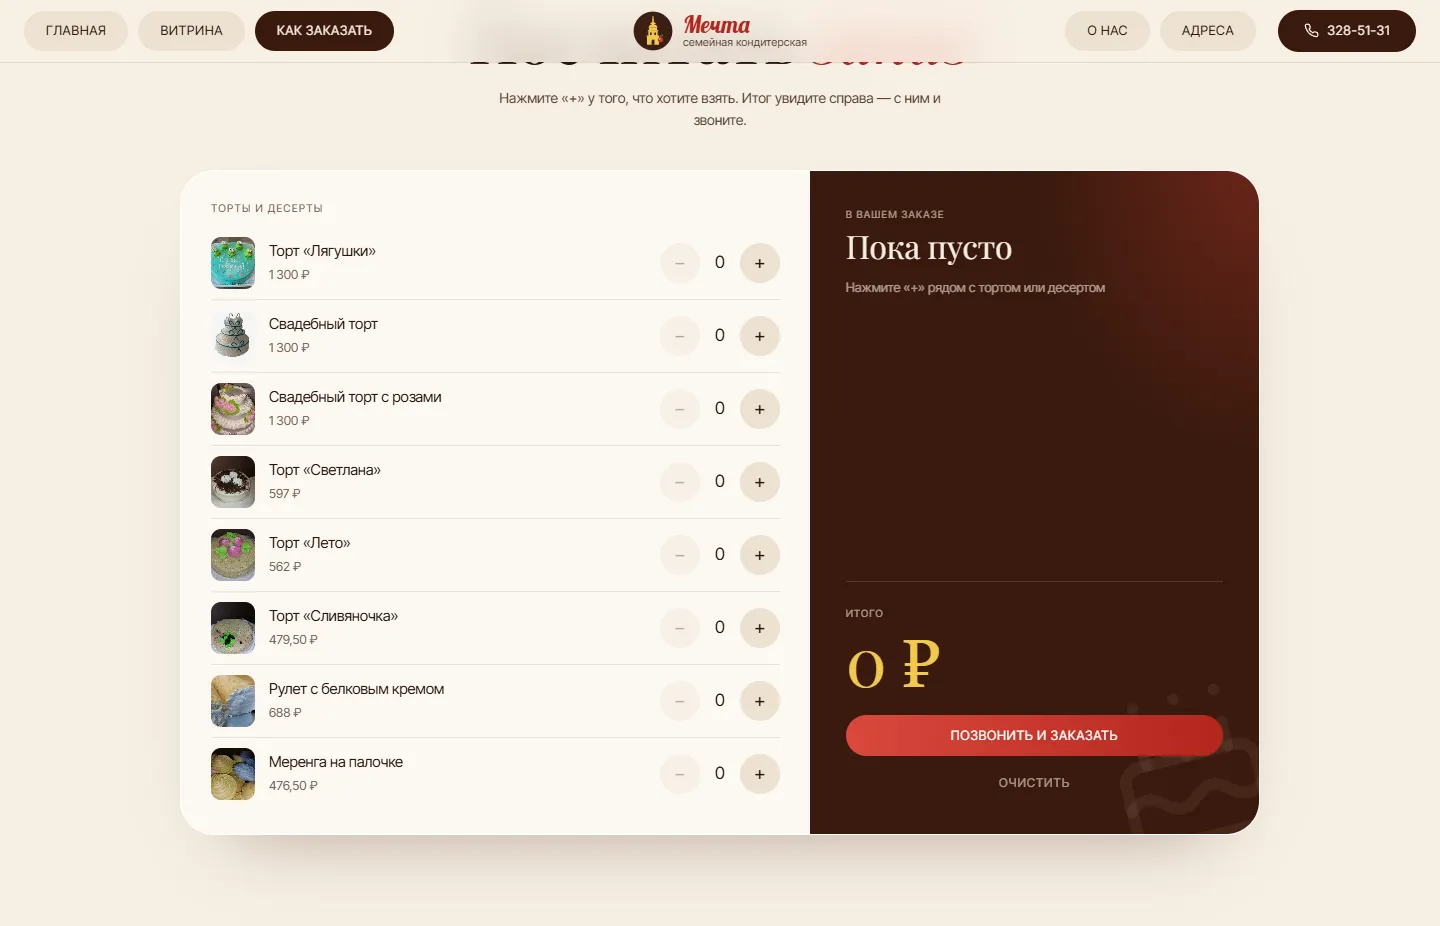 ГЛАВНАЯ
ВИТРИНА
КАК ЗАКАЗАТЬ
Мечта
семейная кондитерская
О НАС
АДРЕСА
328-51-31
Нажмите «+» у того, что хотите взять. Итог увидите справа — с ним и
звоните.
ТОРТЫ И ДЕСЕРТЫ
Торт «Лягушки»
1 300 ₽
− 0 +
Свадебный торт
1 300 ₽
− 0 +
Свадебный торт с розами
1 300 ₽
− 0 +
Торт «Светлана»
597 ₽
− 0 +
Торт «Лето»
562 ₽
− 0 +
Торт «Сливяночка»
479,50 ₽
− 0 +
Рулет с белковым кремом
688 ₽
− 0 +
Меренга на палочке
476,50 ₽
− 0 +
В ВАШЕМ ЗАКАЗЕ
Пока пусто
Нажмите «+» рядом с тортом или десертом
ИТОГО
0 ₽
ПОЗВОНИТЬ И ЗАКАЗАТЬ
ОЧИСТИТЬ